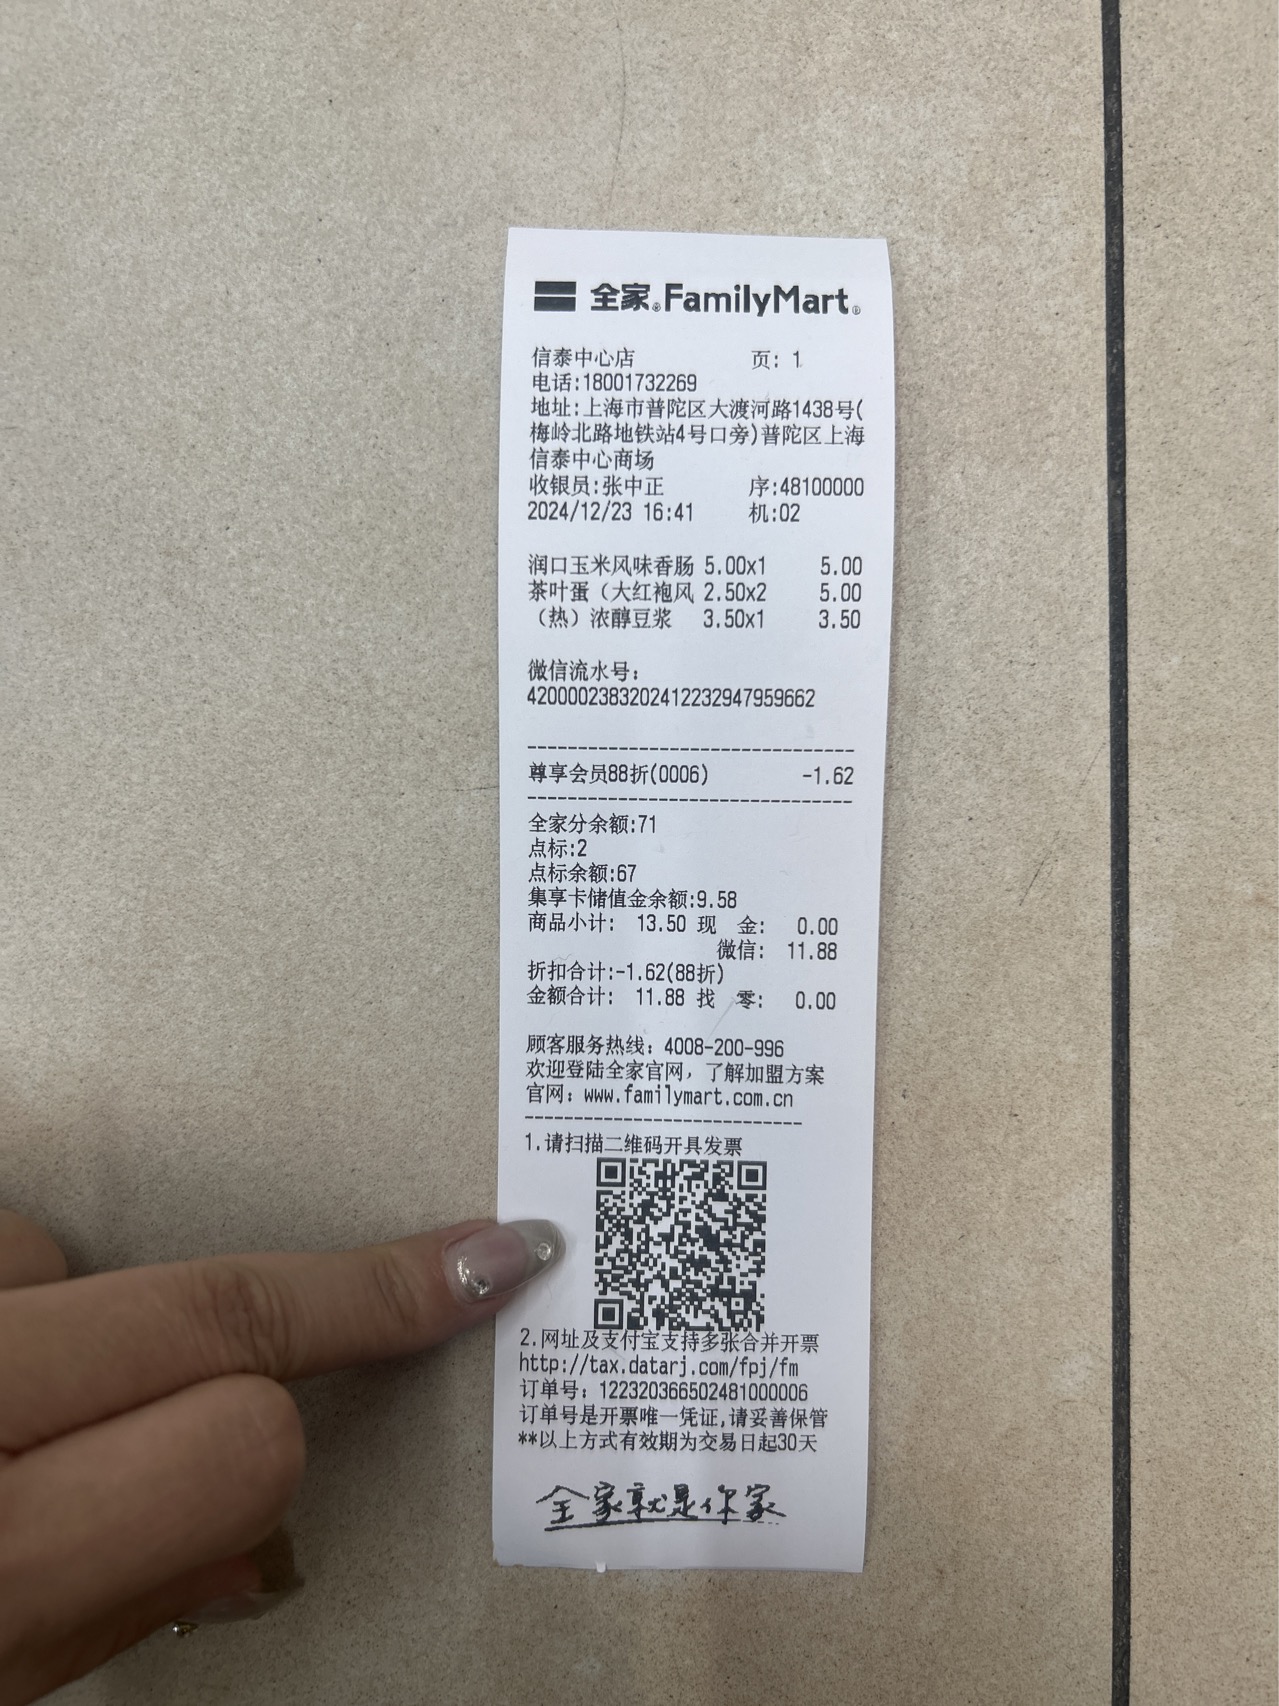 全家®FamilyMart®
信泰中心店 页: 1
电话:18001732269
地址:上海市普陀区大渡河路1438号(
梅岭北路地铁站4号口旁)普陀区上海
信泰中心商场
收银员:张中正 序:48100000
2024/12/23 16:41 机:02
润口玉米风味香肠 5.00x1 5.00
茶叶蛋（大红袍风 2.50x2 5.00
（热）浓醇豆浆 3.50x1 3.50
微信流水号:
4200002383202412232947959662
--------------------------------
尊享会员88折(0006) -1.62
--------------------------------
全家分余额:71
点标:2
点标余额:67
集享卡储值金余额:9.58
商品小计: 13.50 现 金: 0.00
微信: 11.88
折扣合计:-1.62(88折)
金额合计: 11.88 找 零: 0.00
顾客服务热线: 4008-200-996
欢迎登陆全家官网，了解加盟方案
官网: www.familymart.com.cn
----------------------------
1.请扫描二维码开具发票
2.网址及支付宝支持多张合并开票
http://tax.datarj.com/fpj/fm
订单号: 122320366502481000006
订单号是开票唯一凭证,请妥善保管
**以上方式有效期为交易日起30天
全家就是你家